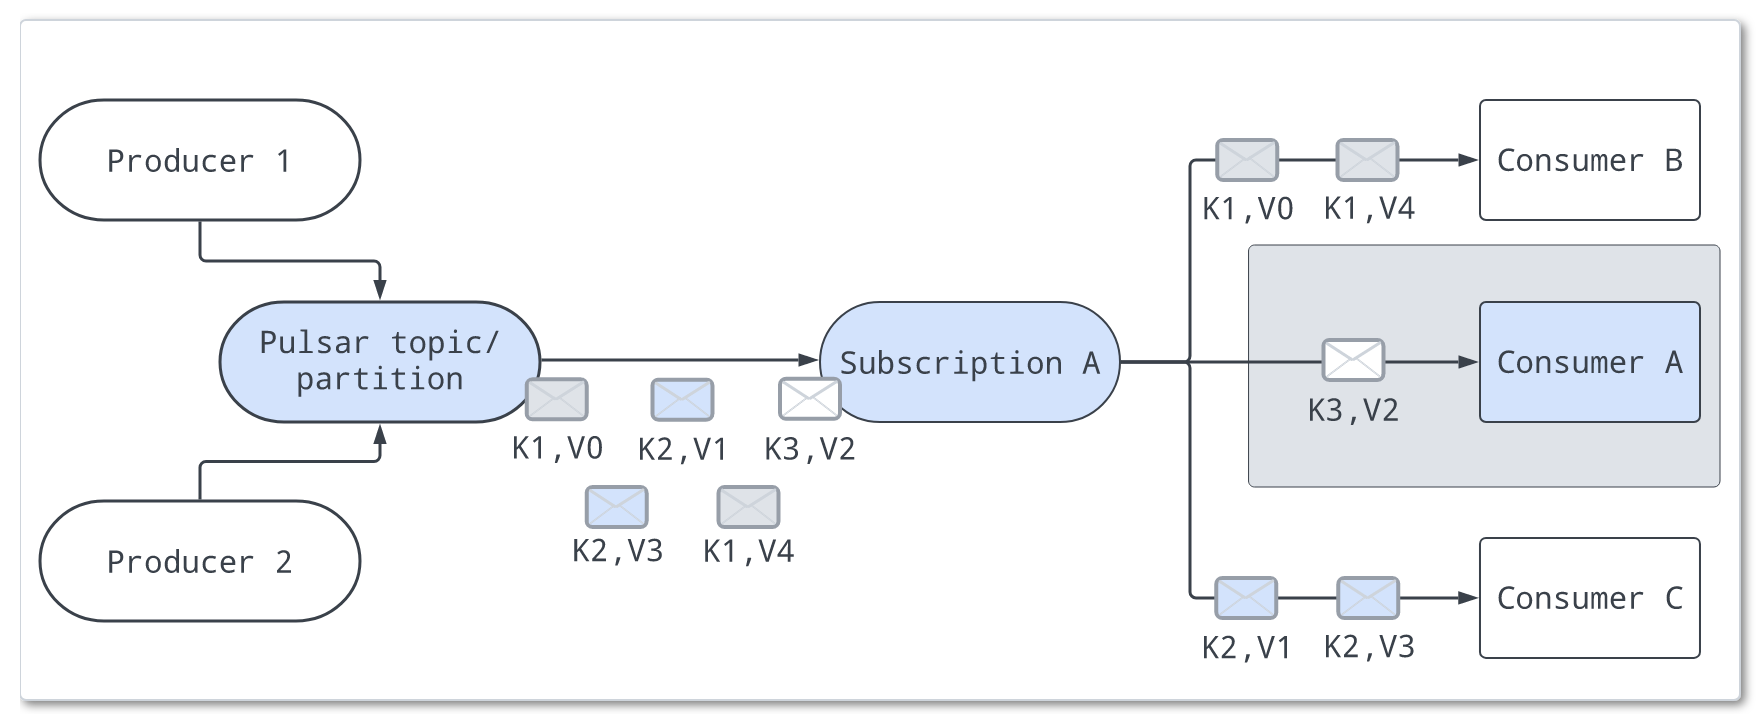 Producer 1
Pulsar topic/
partition
Producer 2
K1,V0
K2,V1
K3,V2
K2,V3
K1,V4
Subscription A
K1,V0
K1,V4
Consumer B
K3,V2
Consumer A
K2,V1
K2,V3
Consumer C